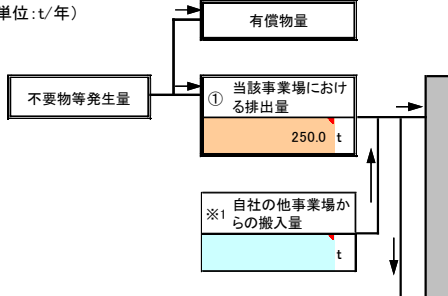 単位:t/年)
有償物量
不要物等発生量
① 当該事業場におけ
る排出量
250.0 t
※1 自社の他事業場か
らの搬入量
t